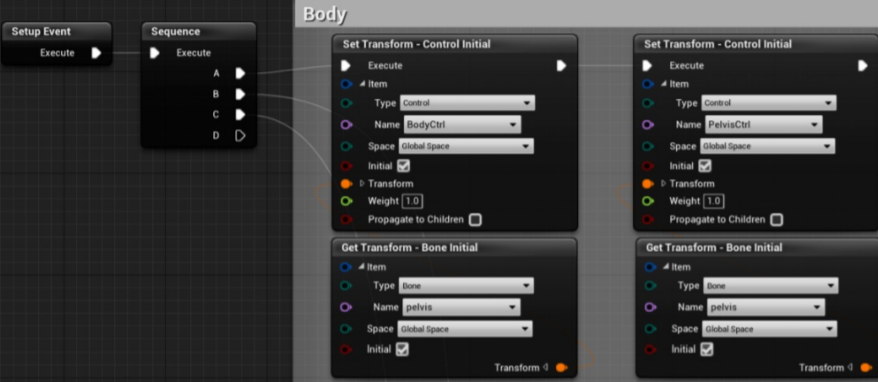 Body
Setup Event
Execute
Sequence
Execute
A
B
C
D
Set Transform - Control Initial
Execute
Item
Type Control
Name BodyCtrl
Space Global Space
Initial
Transform
Weight 1.0
Propagate to Children
Get Transform - Bone Initial
Item
Type Bone
Name pelvis
Space Global Space
Initial
Transform
Set Transform - Control Initial
Execute
Item
Type Control
Name PelvisCtrl
Space Global Space
Initial
Transform
Weight 1.0
Propagate to Children
Get Transform - Bone Initial
Item
Type Bone
Name pelvis
Space Global Space
Initial
Transform